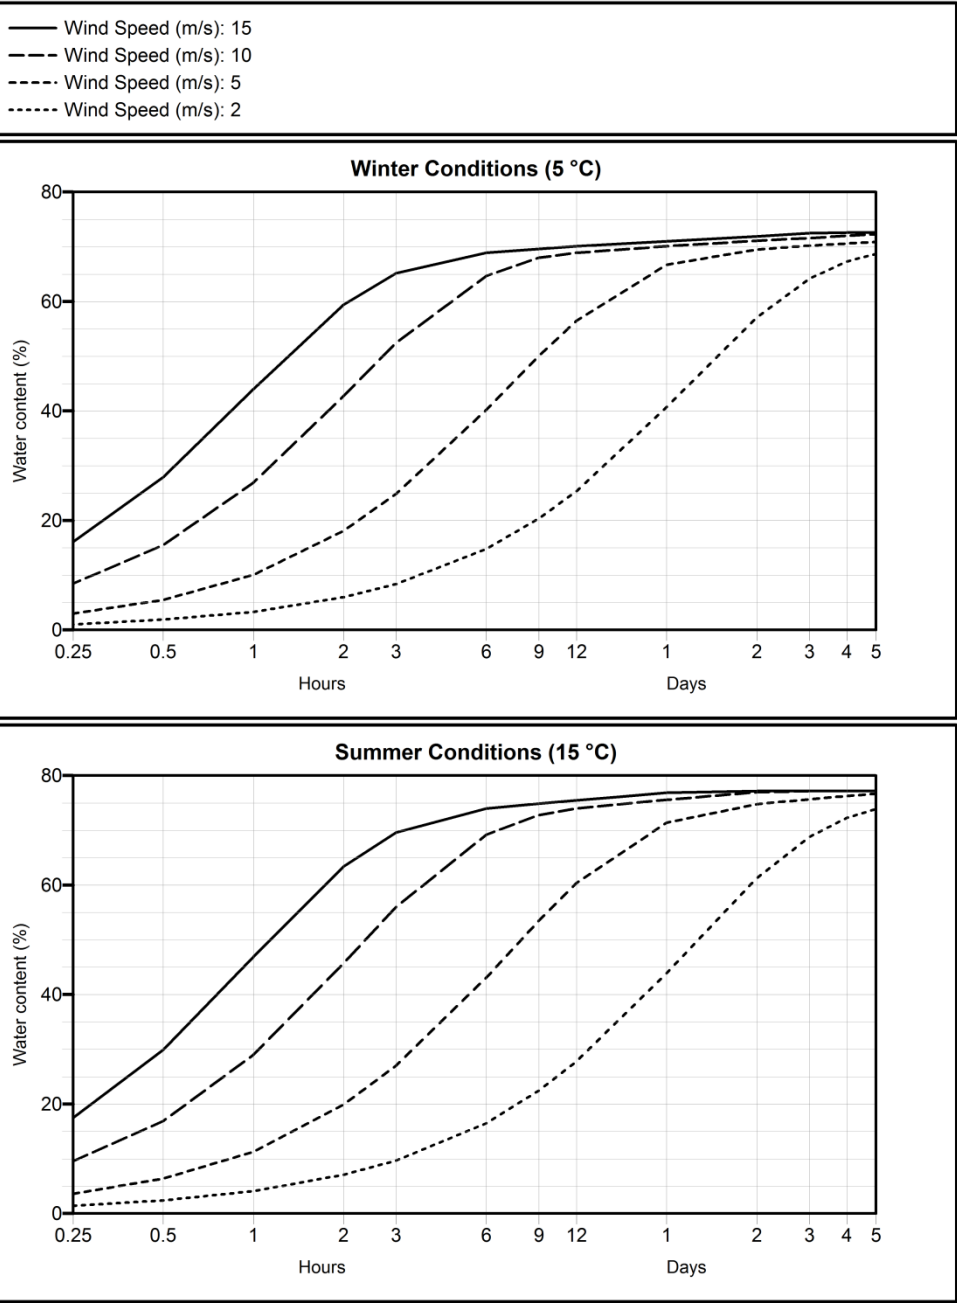 Wind Speed (m/s): 15
Wind Speed (m/s): 10
Wind Speed (m/s): 5
Wind Speed (m/s): 2
Winter Conditions (5 °C)
80
60
40
20
0
Water content (%)
0.25 0.5 1 2 3 6 9 12 1 2 3 4 5
Hours Days
Summer Conditions (15 °C)
80
60
40
20
0
Water content (%)
0.25 0.5 1 2 3 6 9 12 1 2 3 4 5
Hours Days